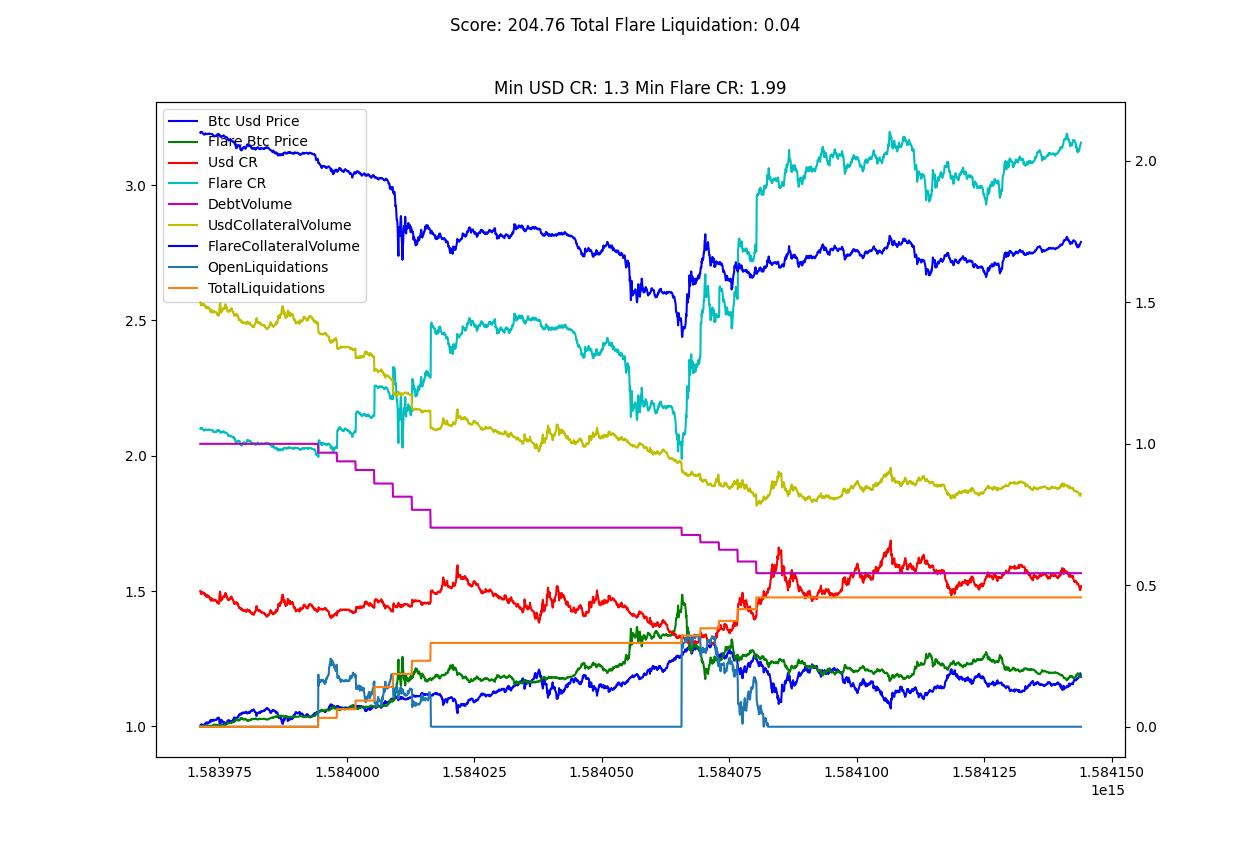 Score: 204.76 Total Flare Liquidation: 0.04
Min USD CR: 1.3 Min Flare CR: 1.99
Btc Usd Price
Flare Btc Price
Usd CR
Flare CR
DebtVolume
UsdCollateralVolume
FlareCollateralVolume
OpenLiquidations
TotalLiquidations
3.0
2.5
2.0
1.5
1.0
2.0
1.5
1.0
0.5
0.0
1.583975
1.584000
1.584025
1.584050
1.584075
1.584100
1.584125
1.584150
1e15